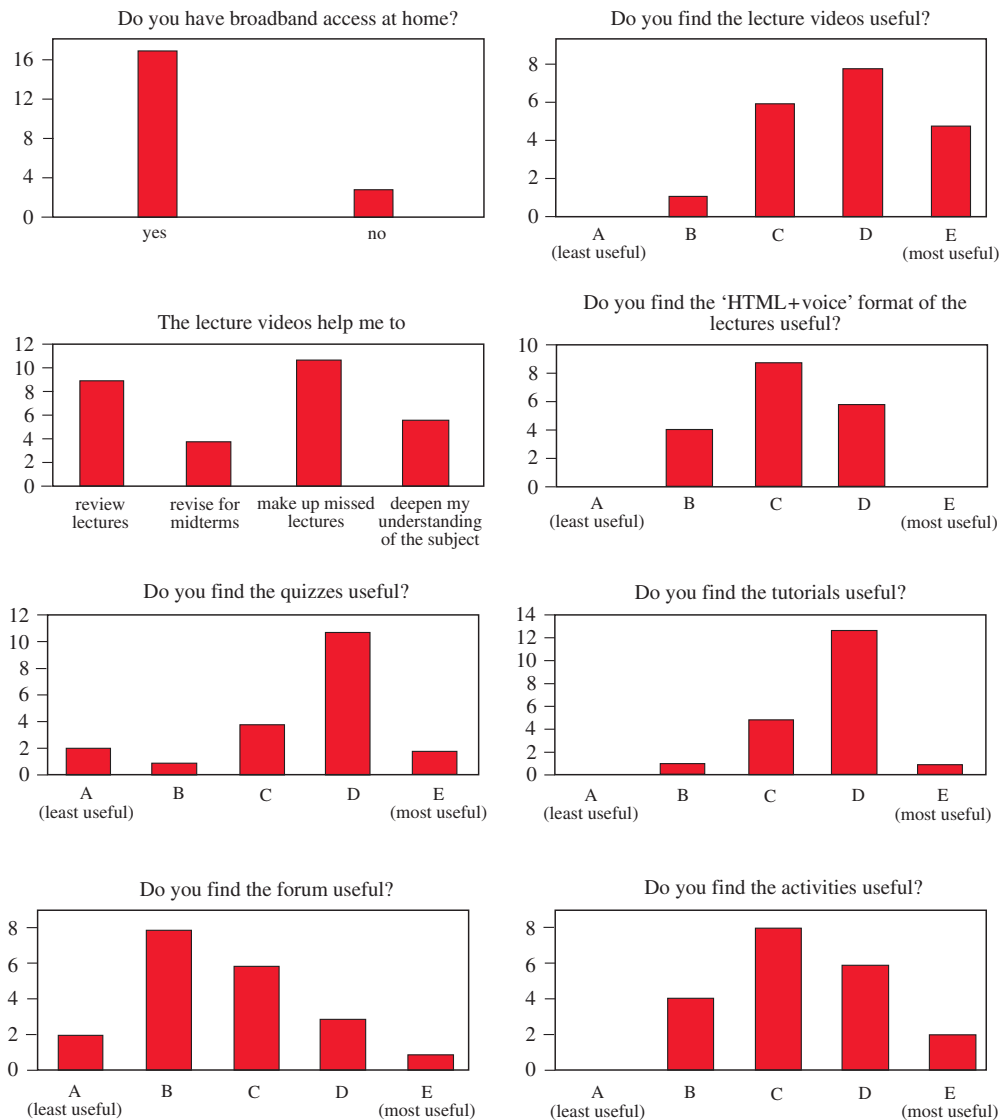 Do you have broadband access at home?
16
12
8
4
0
yes no
Do you find the lecture videos useful?
8
6
4
2
0
A B C D E
(least useful) (most useful)
The lecture videos help me to
12
10
8
6
4
2
0
review revise for make up missed deepen my
lectures midterms lectures understanding
of the subject
Do you find the ‘HTML+voice’ format of the
lectures useful?
10
8
6
4
2
0
A B C D E
(least useful) (most useful)
Do you find the quizzes useful?
12
10
8
6
4
2
0
A B C D E
(least useful) (most useful)
Do you find the tutorials useful?
14
12
10
8
6
4
2
0
A B C D E
(least useful) (most useful)
Do you find the forum useful?
8
6
4
2
0
A B C D E
(least useful) (most useful)
Do you find the activities useful?
8
6
4
2
0
A B C D E
(least useful) (most useful)